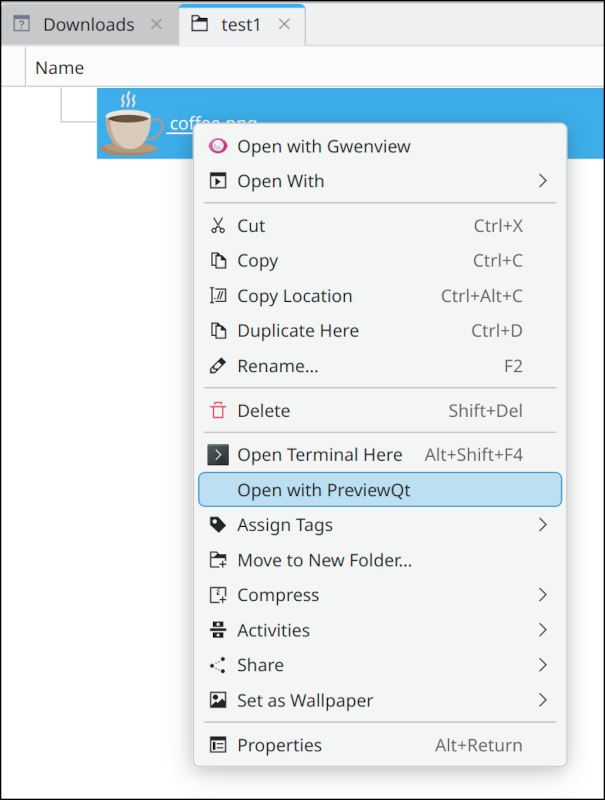 Downloads
test1
Name
coffee.png
Open with Gwenview
Open With
Cut Ctrl+X
Copy Ctrl+C
Copy Location Ctrl+Alt+C
Duplicate Here Ctrl+D
Rename... F2
Delete Shift+Del
Open Terminal Here Alt+Shift+F4
Open with PreviewQt
Assign Tags
Move to New Folder...
Compress
Activities
Share
Set as Wallpaper
Properties Alt+Return